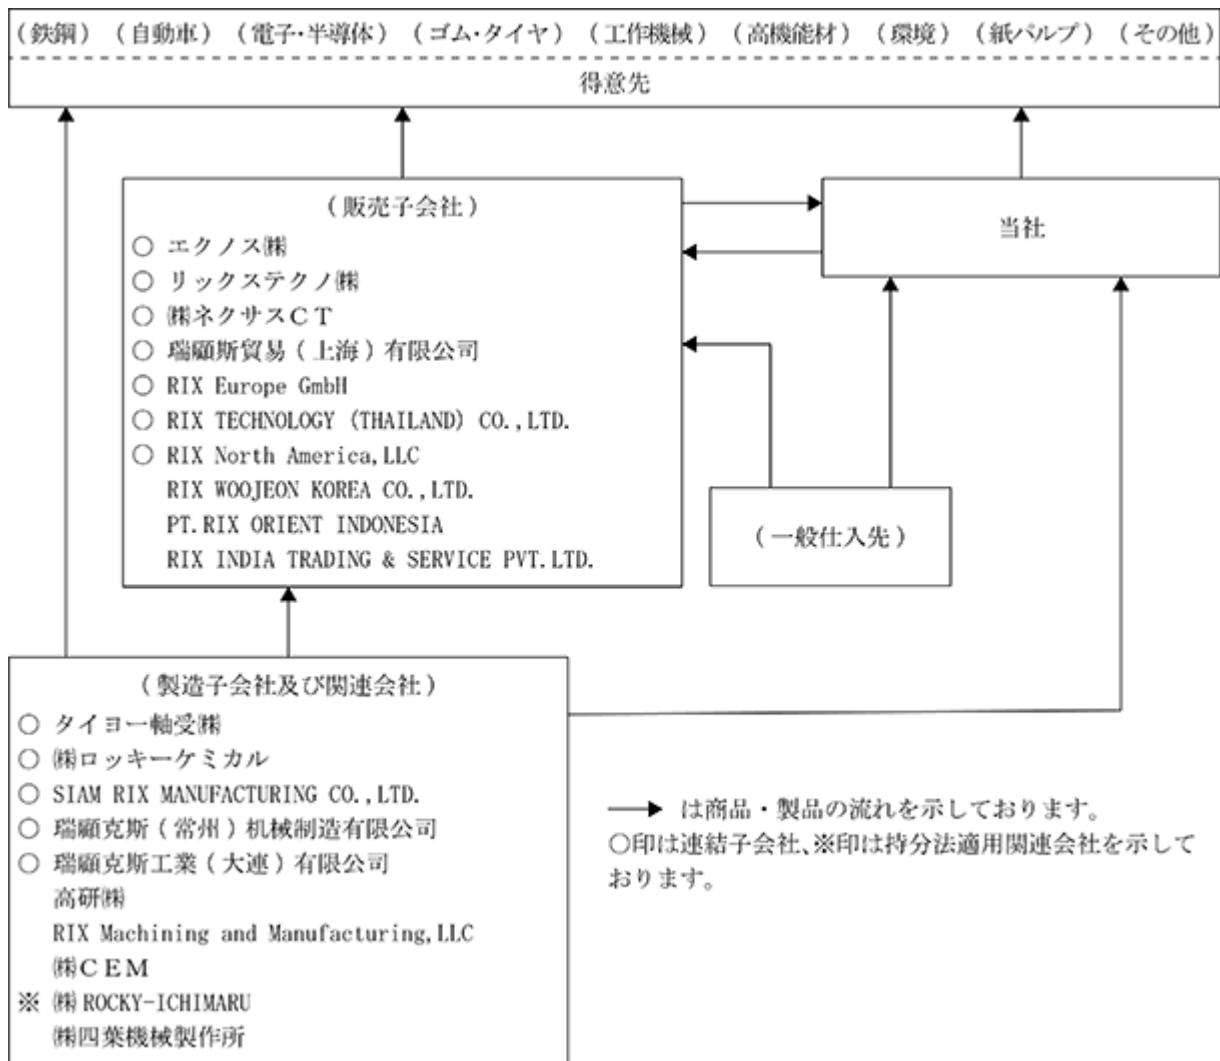 (鉄鋼) (自動車) (電子・半導体) (ゴム・タイヤ) (工作機械) (高機能材) (環境) (紙パルプ) (その他)
得意先
(販売子会社)
○ エクノス㈱
○ リックステクノ㈱
○ ㈱ネクサスCT
○ 瑞顧斯貿易(上海)有限公司
○ RIX Europe GmbH
○ RIX TECHNOLOGY (THAILAND) CO.,LTD.
○ RIX North America,LLC
RIX WOOJEON KOREA CO.,LTD.
PT.RIX ORIENT INDONESIA
RIX INDIA TRADING & SERVICE PVT.LTD.
当社
(一般仕入先)
(製造子会社及び関連会社)
○ タイヨー軸受㈱
○ ㈱ロッキーケミカル
○ SIAM RIX MANUFACTURING CO.,LTD.
○ 瑞顧克斯(常州)机械制造有限公司
○ 瑞顧克斯工業(大連)有限公司
高研㈱
RIX Machining and Manufacturing,LLC
㈱CEM
※ ㈱ROCKY-ICHIMARU
㈱四葉機械製作所
→ は商品・製品の流れを示しております。
○印は連結子会社、※印は持分法適用関連会社を示して
おります。